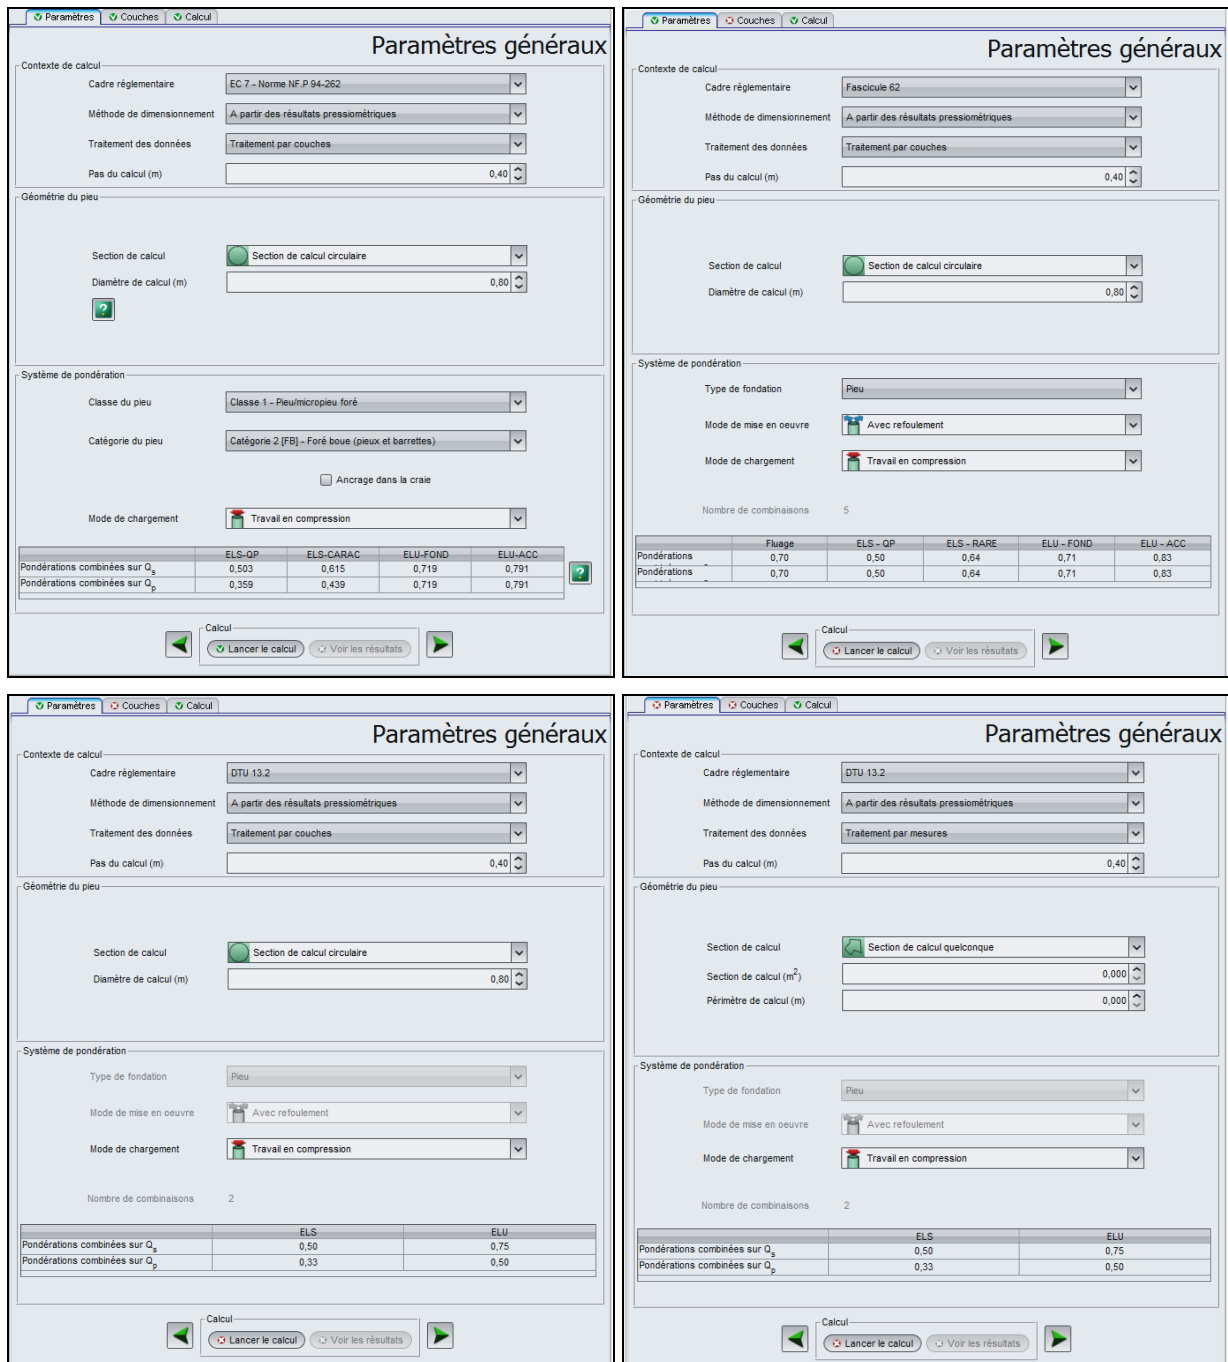 Paramètres Couches Calcul
Paramètres généraux
Contexte de calcul
Cadre réglementaire EC 7 - Norme NF.P 94-262
Méthode de dimensionnement A partir des résultats pressiométriques
Traitement des données Traitement par couches
Pas du calcul (m) 0,40
Géométrie du pieu
Section de calcul Section de calcul circulaire
Diamètre de calcul (m) 0,80
?
Système de pondération
Classe du pieu Classe 1 - Pieu/micropieu foré
Catégorie du pieu Catégorie 2 [FB] - Foré boue (pieux et barrettes)
Ancrage dans la craie
Mode de chargement Travail en compression
ELS-QP ELS-CARAC ELU-FOND ELU-ACC
Pondérations combinées sur Qs 0,503 0,615 0,719 0,791
Pondérations combinées sur Qp 0,359 0,439 0,719 0,791
?
Calcul
Lancer le calcul Voir les résultats
Paramètres Couches Calcul
Paramètres généraux
Contexte de calcul
Cadre réglementaire Fascicule 62
Méthode de dimensionnement A partir des résultats pressiométriques
Traitement des données Traitement par couches
Pas du calcul (m) 0,40
Géométrie du pieu
Section de calcul Section de calcul circulaire
Diamètre de calcul (m) 0,80
Système de pondération
Type de fondation Pieu
Mode de mise en oeuvre Avec refoulement
Mode de chargement Travail en compression
Nombre de combinaisons 5
Fluage ELS - QP ELS - RARE ELU - FOND ELU - ACC
Pondérations 0,70 0,50 0,64 0,71 0,83
Pondérations 0,70 0,50 0,64 0,71 0,83
Calcul
Lancer le calcul Voir les résultats
Paramètres Couches Calcul
Paramètres généraux
Contexte de calcul
Cadre réglementaire DTU 13.2
Méthode de dimensionnement A partir des résultats pressiométriques
Traitement des données Traitement par couches
Pas du calcul (m) 0,40
Géométrie du pieu
Section de calcul Section de calcul circulaire
Diamètre de calcul (m) 0,80
Système de pondération
Type de fondation Pieu
Mode de mise en oeuvre Avec refoulement
Mode de chargement Travail en compression
Nombre de combinaisons 2
ELS ELU
Pondérations combinées sur Qs 0,50 0,75
Pondérations combinées sur Qp 0,33 0,50
Calcul
Lancer le calcul Voir les résultats
Paramètres Couches Calcul
Paramètres généraux
Contexte de calcul
Cadre réglementaire DTU 13.2
Méthode de dimensionnement A partir des résultats pressiométriques
Traitement des données Traitement par mesures
Pas du calcul (m) 0,40
Géométrie du pieu
Section de calcul Section de calcul quelconque
Section de calcul (m2) 0,000
Périmètre de calcul (m) 0,000
Système de pondération
Type de fondation Pieu
Mode de mise en oeuvre Avec refoulement
Mode de chargement Travail en compression
Nombre de combinaisons 2
ELS ELU
Pondérations combinées sur Qs 0,50 0,75
Pondérations combinées sur Qp 0,33 0,50
Calcul
Lancer le calcul Voir les résultats